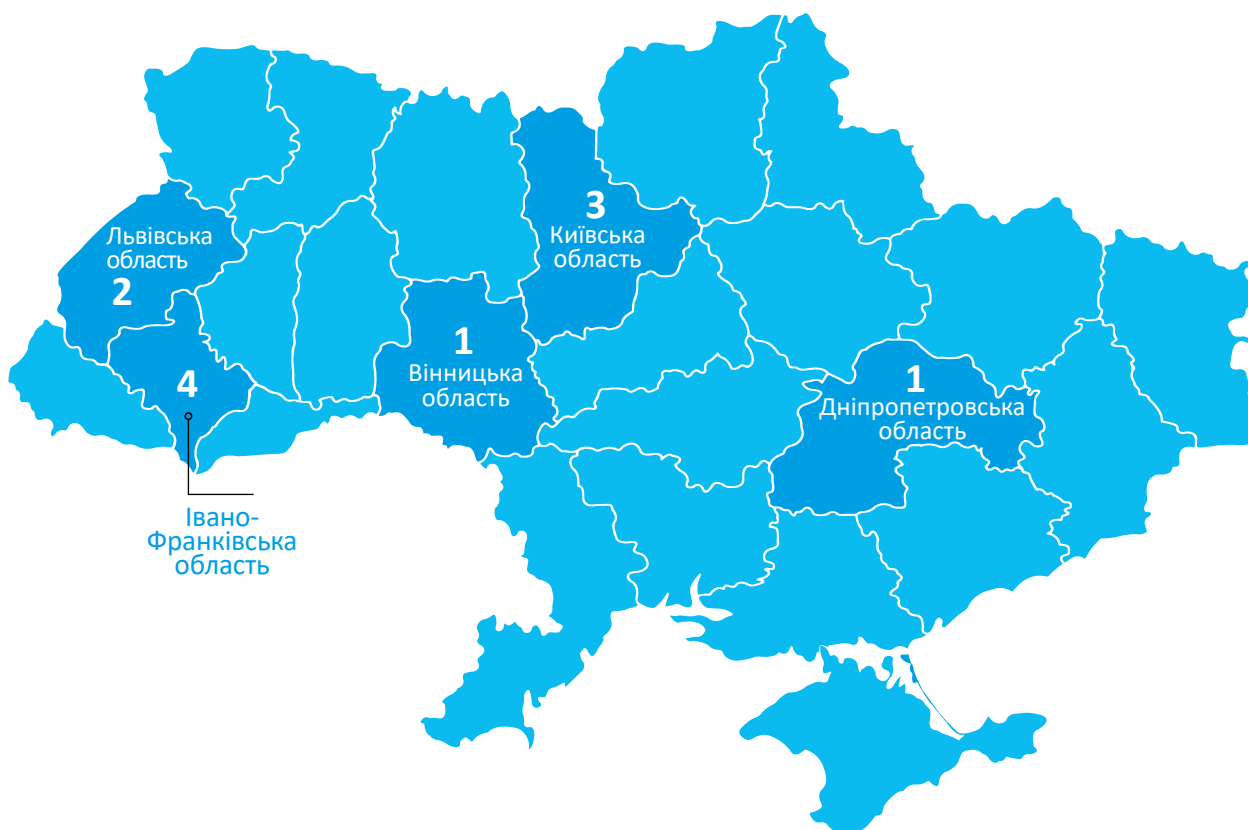 3
Київська
область
Львівська
область
2
1
Вінницька
область
1
Дніпропетровська
область
4
Івано-
Франківська
область